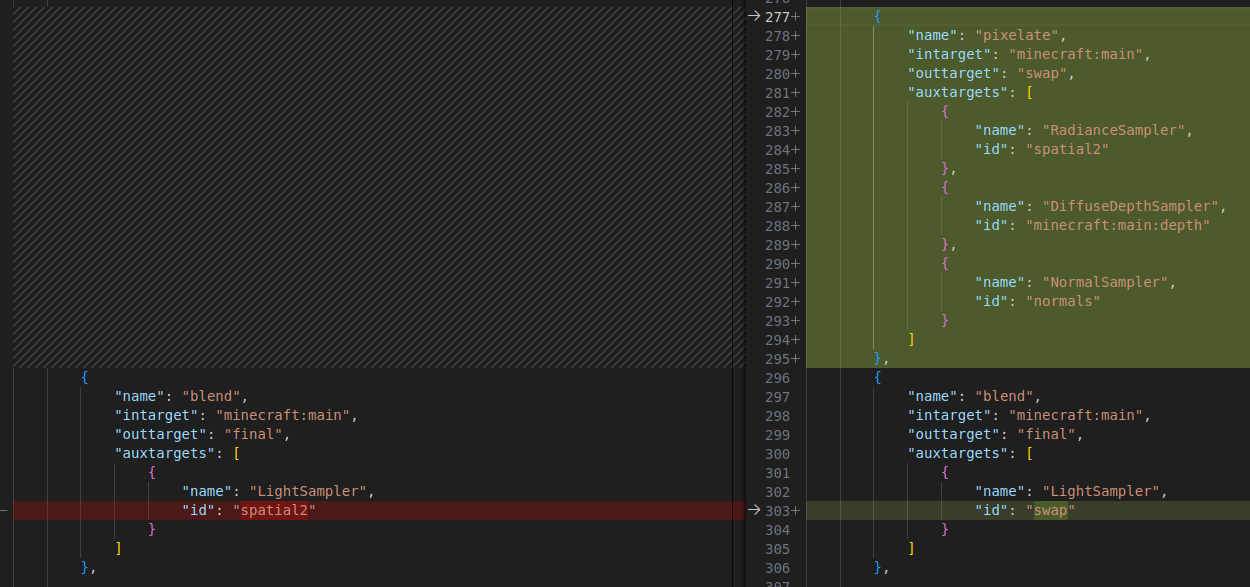 277+ {
278+ "name": "pixelate",
279+ "intarget": "minecraft:main",
280+ "outtarget": "swap",
281+ "auxtargets": [
282+ {
283+ "name": "RadianceSampler",
284+ "id": "spatial2"
285+ },
286+ {
287+ "name": "DiffuseDepthSampler",
288+ "id": "minecraft:main:depth"
289+ },
290+ {
291+ "name": "NormalSampler",
292+ "id": "normals"
293+ }
294+ ]
295+ },
{ 296 {
"name": "blend", 297 "name": "blend",
"intarget": "minecraft:main", 298 "intarget": "minecraft:main",
"outtarget": "final", 299 "outtarget": "final",
"auxtargets": [ 300 "auxtargets": [
{ 301 {
"name": "LightSampler", 302 "name": "LightSampler",
− "id": "spatial2" → 303+ "id": "swap"
} 304 }
] 305 ]
}, 306 },